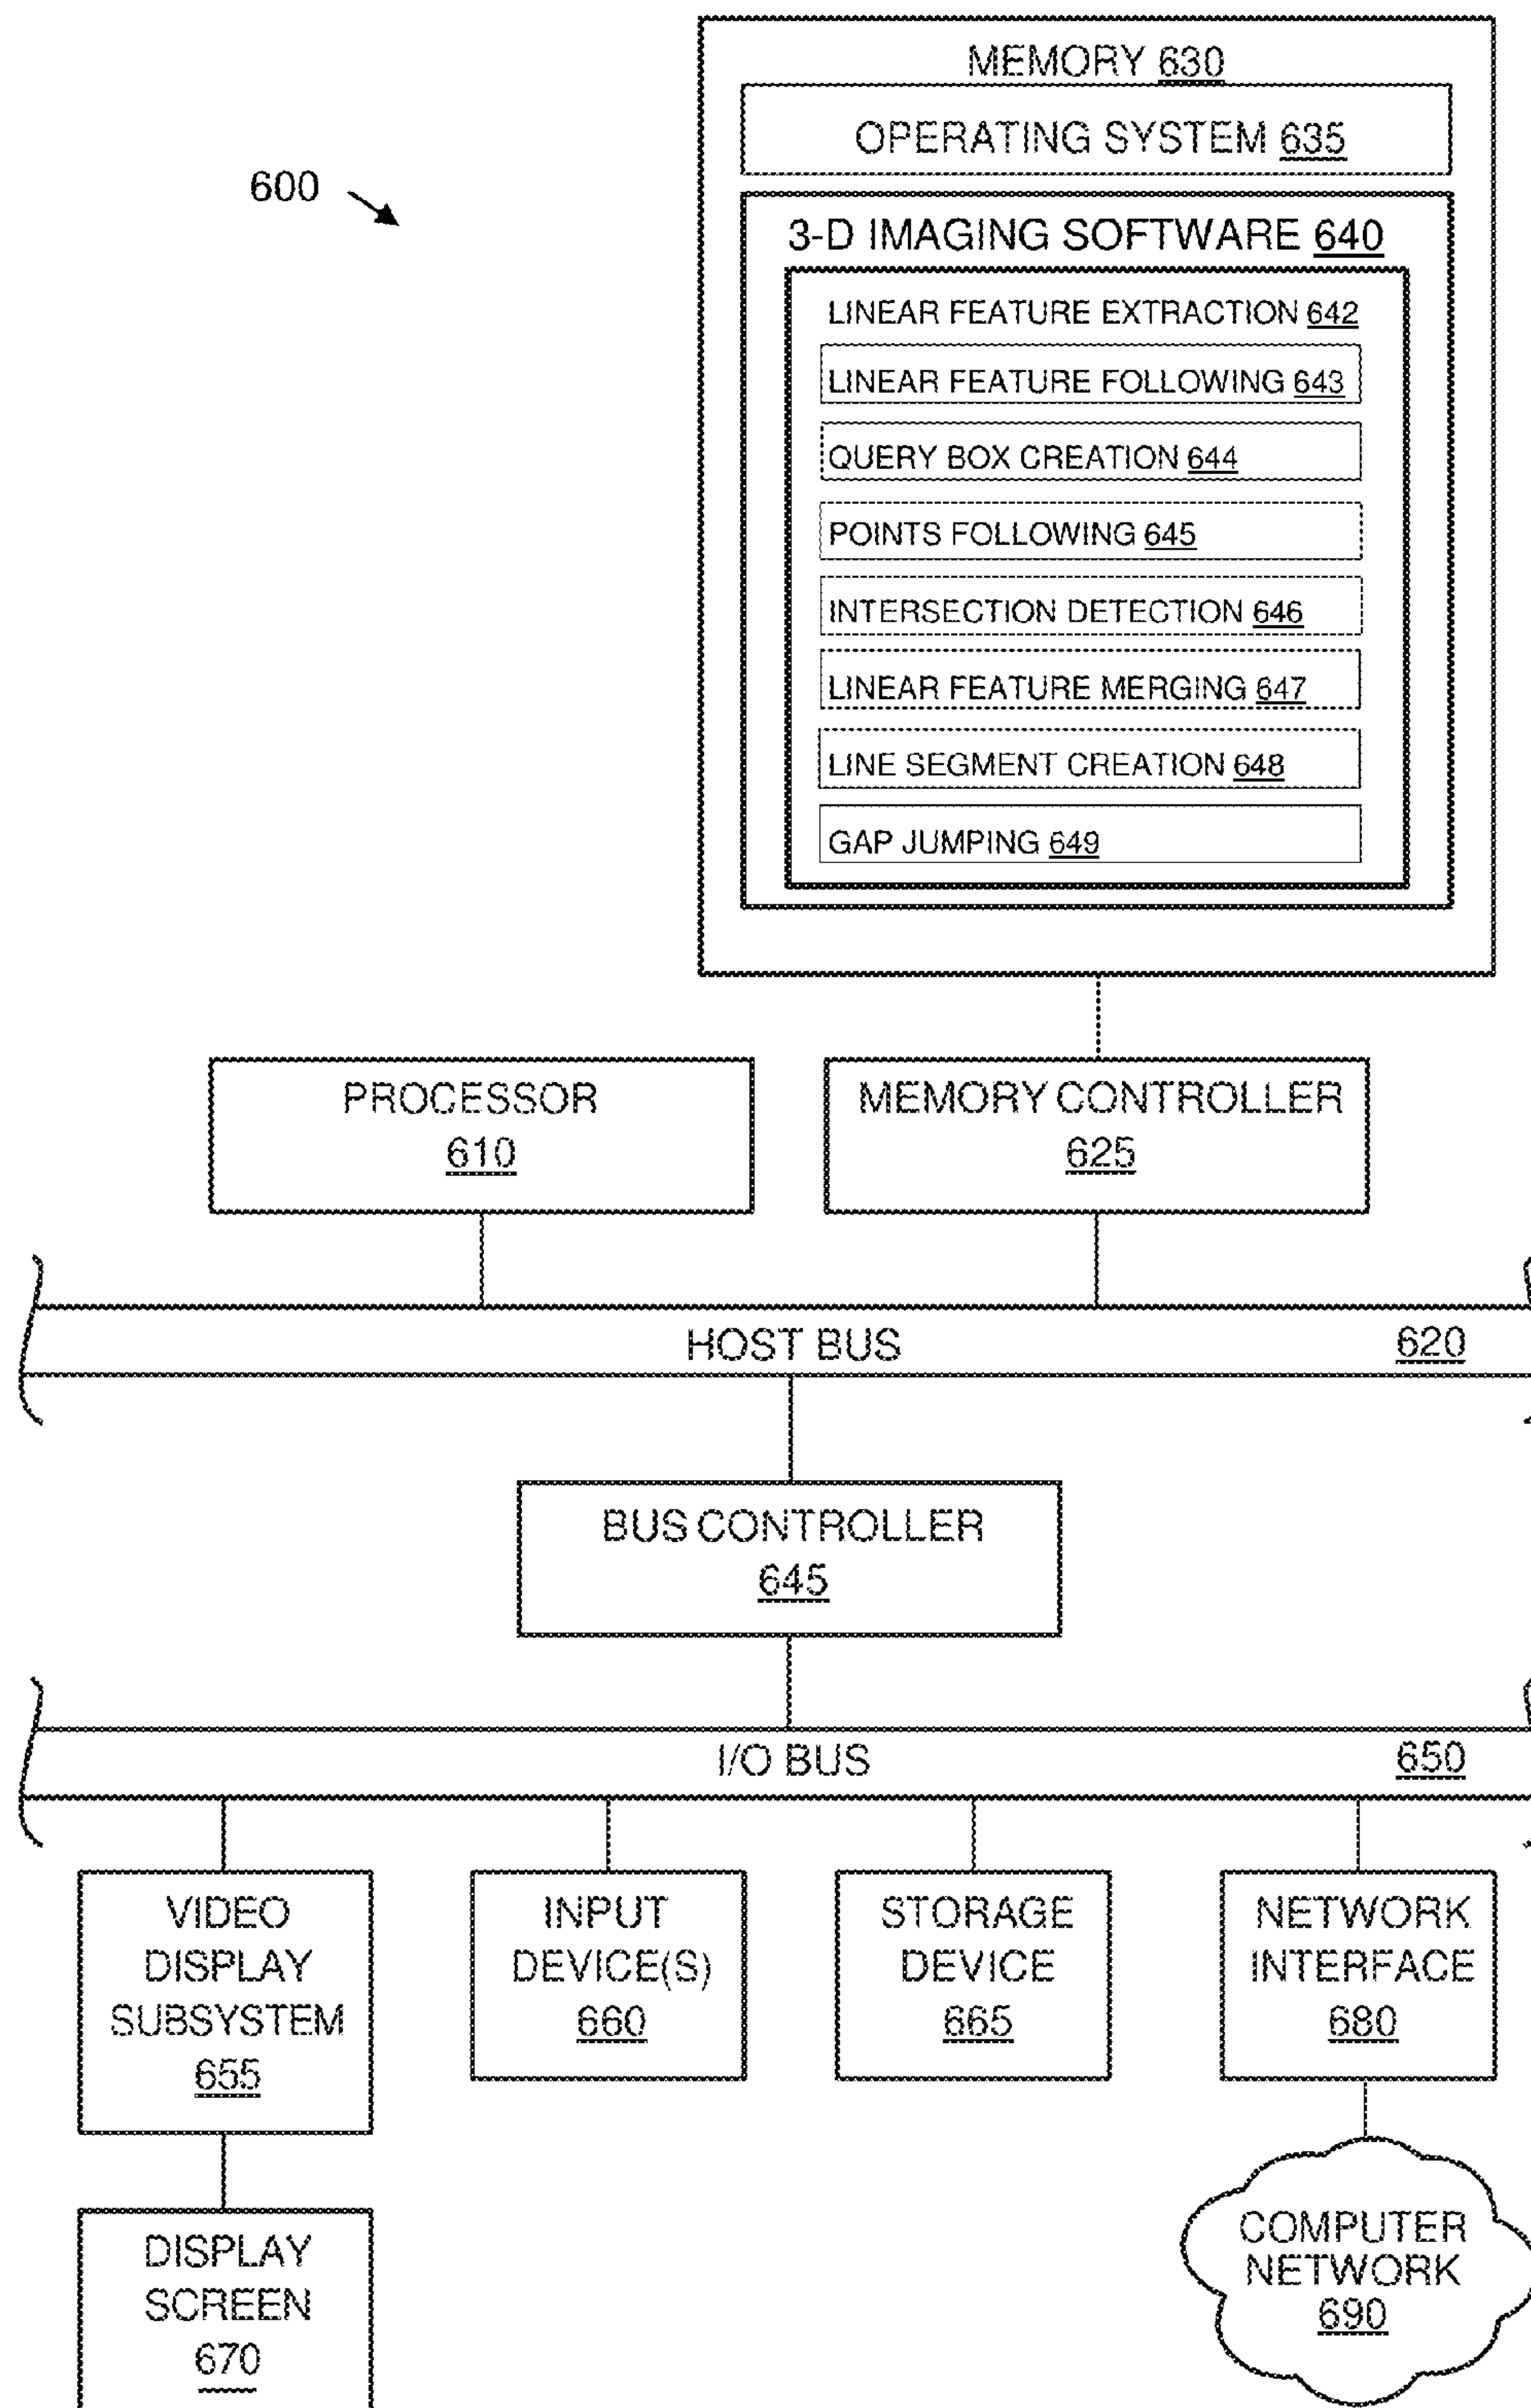 MEMORY 630
OPERATING SYSTEM 635
600
3-D IMAGING SOFTWARE 640
LINEAR FEATURE EXTRACTION 642
LINEAR FEATURE FOLLOWING 643
QUERY BOX CREATION 644
POINTS FOLLOWING 645
INTERSECTION DETECTION 646
LINEAR FEATURE MERGING 647
LINE SEGMENT CREATION 648
GAP JUMPING 649
PROCESSOR
610
MEMORY CONTROLLER
625
HOST BUS 620
BUS CONTROLLER
645
I/O BUS 650
VIDEO
DISPLAY
SUBSYSTEM
655
INPUT
DEVICE(S)
660
STORAGE
DEVICE
665
NETWORK
INTERFACE
680
DISPLAY
SCREEN
670
COMPUTER
NETWORK
690